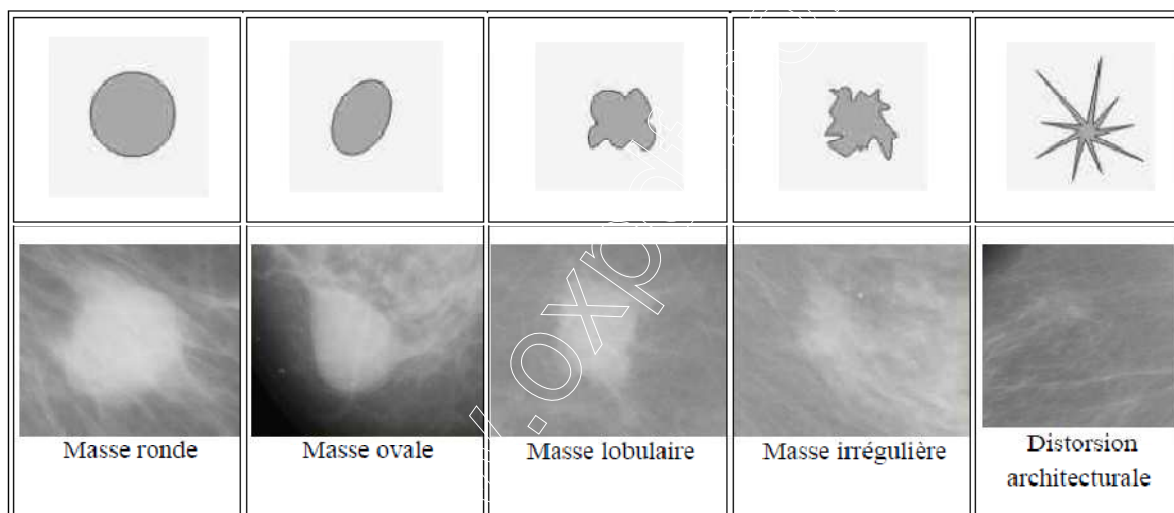 Masse ronde
Masse ovale
Masse lobulaire
Masse irrégulière
Distorsion
architecturale